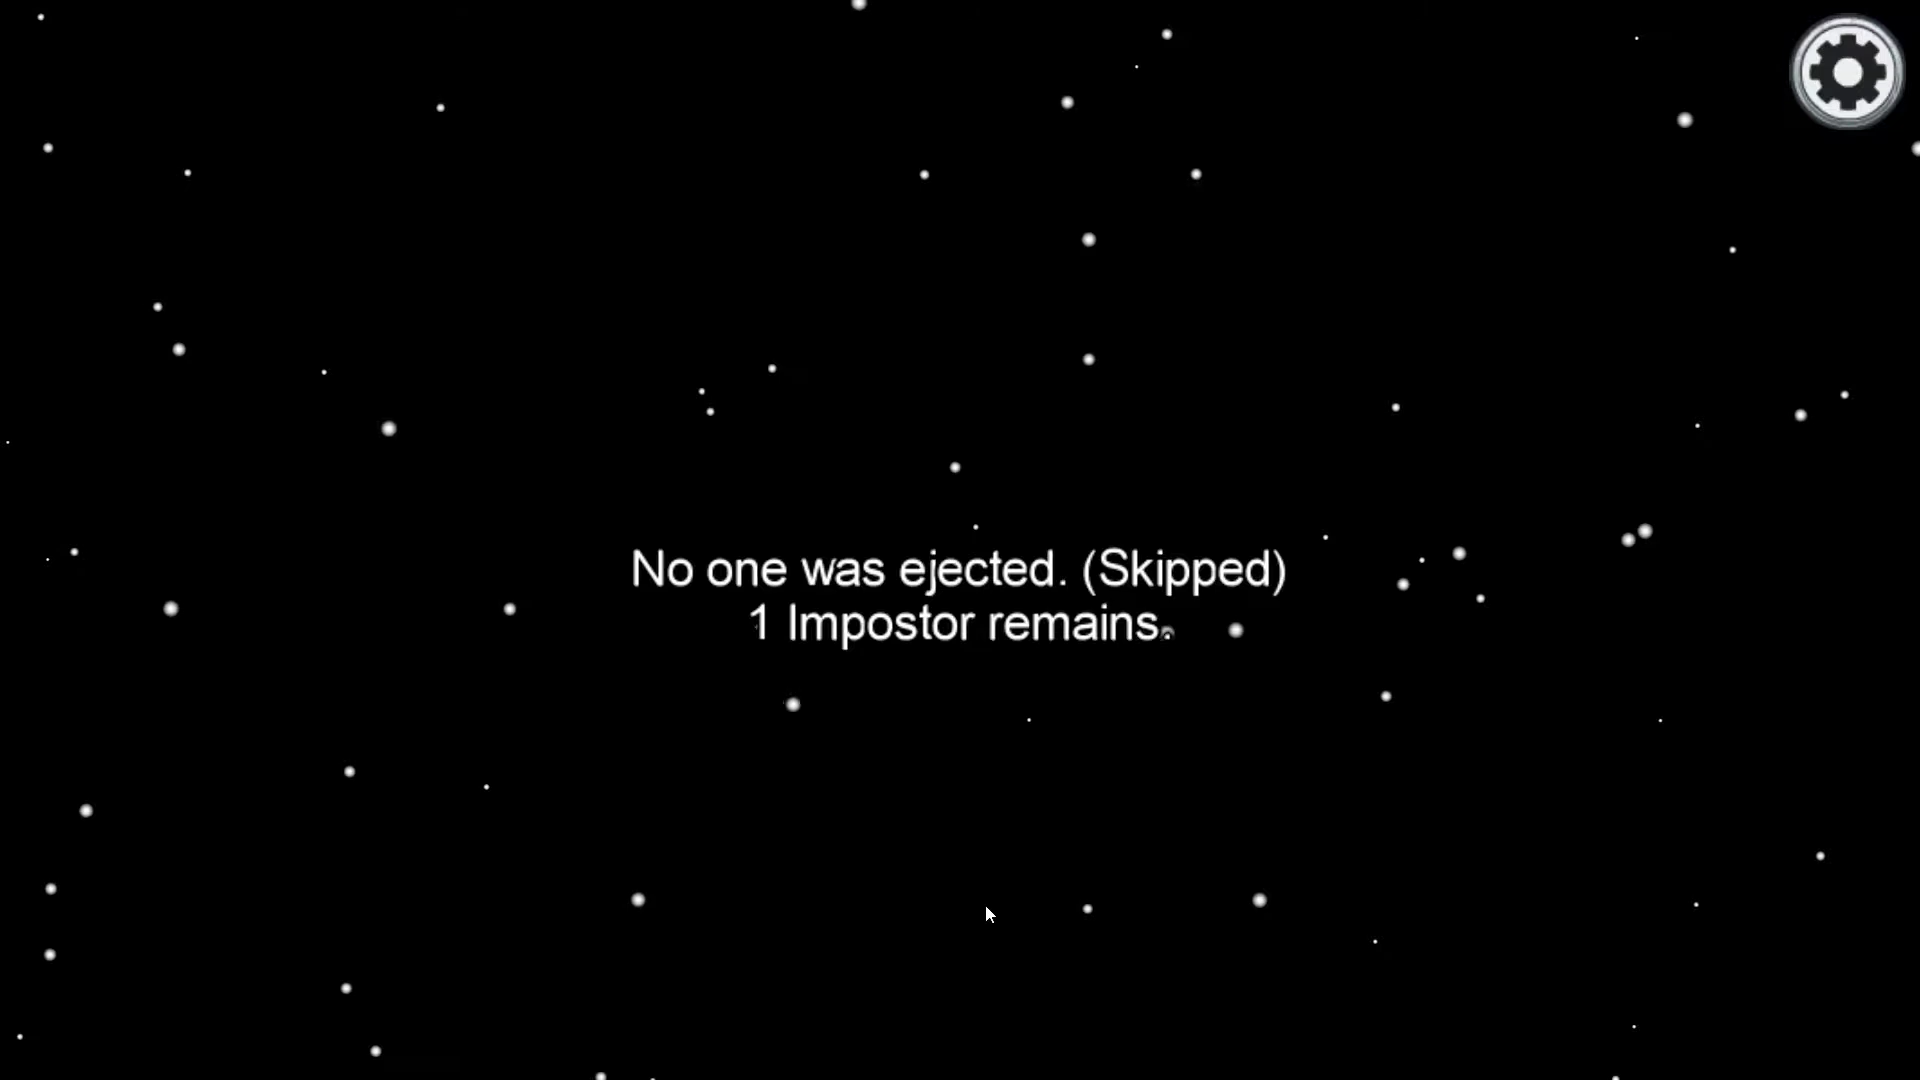 No one was ejected. (Skipped)
1 Impostor remains.